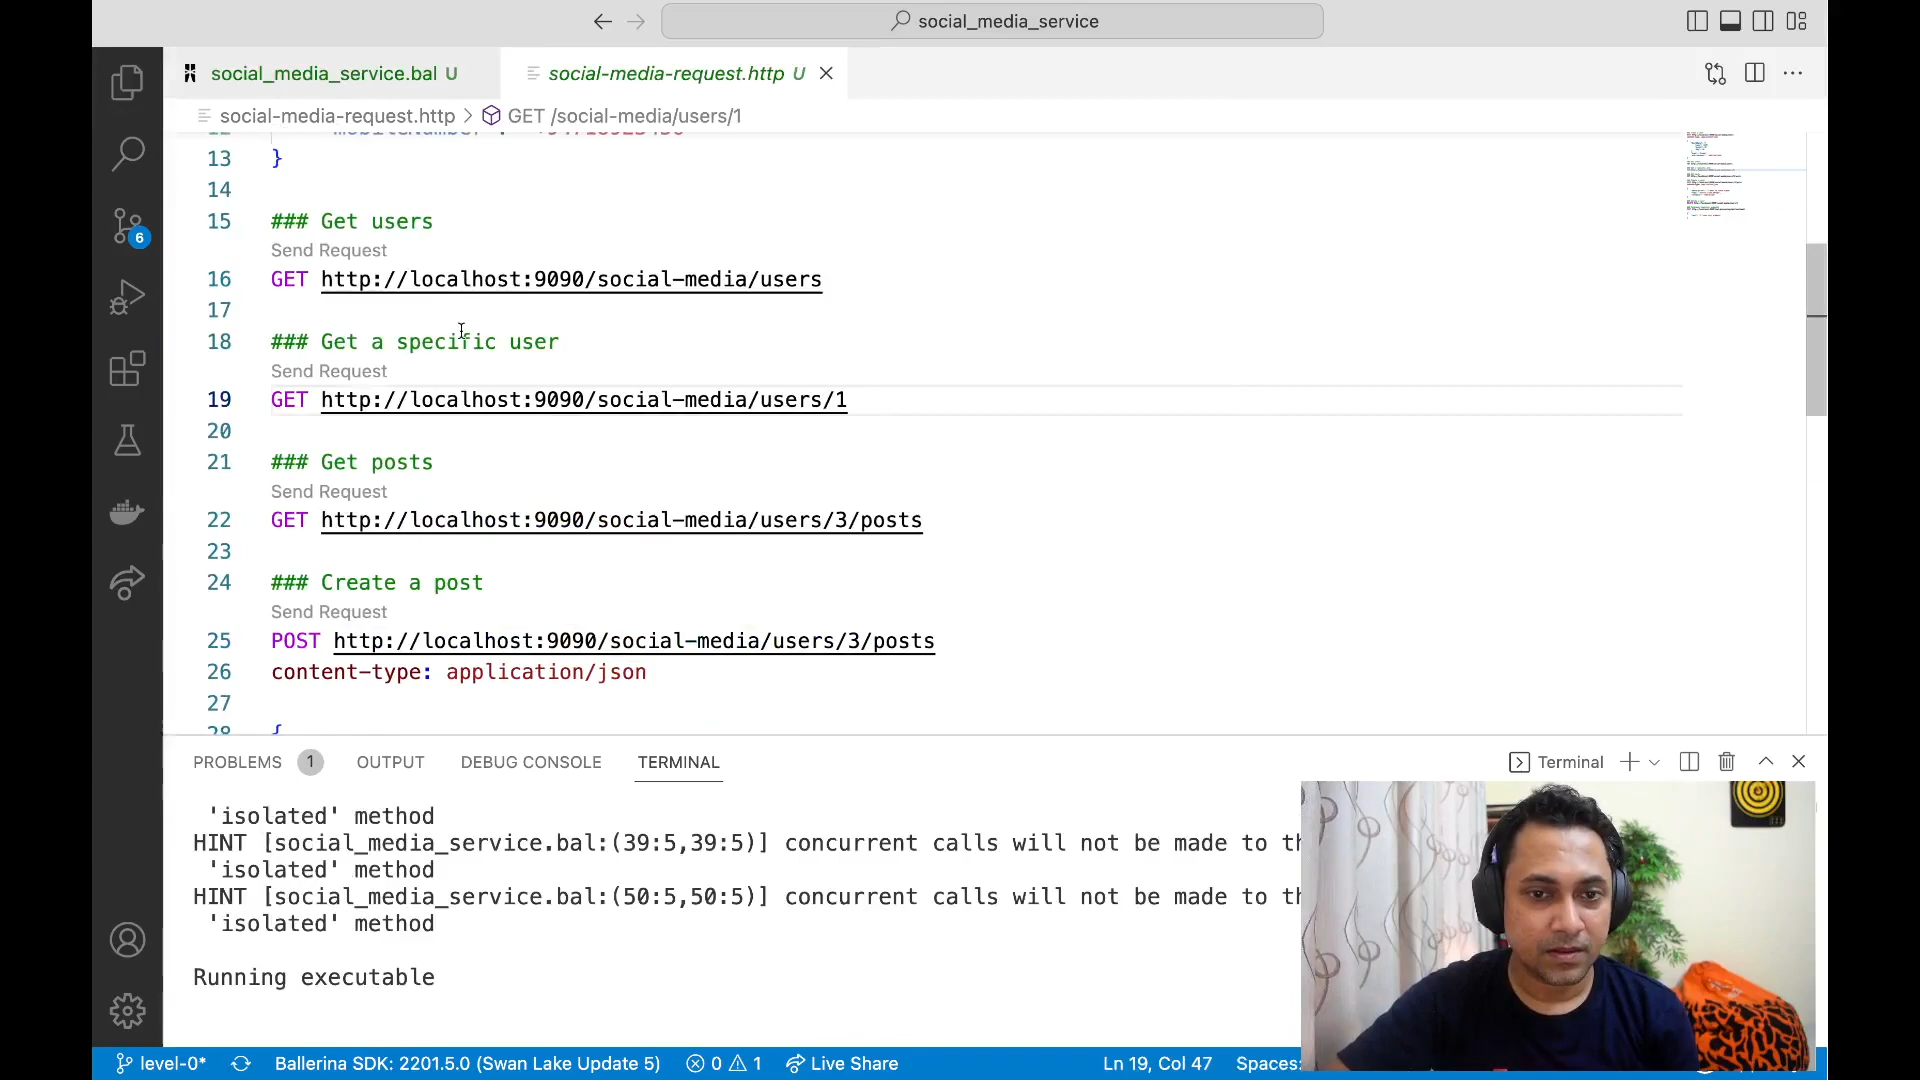 social_media_service
social_media_service.bal U
social-media-request.http U
social-media-request.http > GET /social-media/users/1
12
13 }
14
15 ### Get users
Send Request
16 GET http://localhost:9090/social-media/users
17
18 ### Get a specific user
Send Request
19 GET http://localhost:9090/social-media/users/1
20
21 ### Get posts
Send Request
22 GET http://localhost:9090/social-media/users/3/posts
23
24 ### Create a post
Send Request
25 POST http://localhost:9090/social-media/users/3/posts
26 content-type: application/json
27
28 {
6
PROBLEMS 1 OUTPUT DEBUG CONSOLE TERMINAL
Terminal
'isolated' method
HINT [social_media_service.bal:(39:5,39:5)] concurrent calls will not be made to
'isolated' method
HINT [social_media_service.bal:(50:5,50:5)] concurrent calls will not be made to
'isolated' method
Running executable
level-0* Ballerina SDK: 2201.5.0 (Swan Lake Update 5) 0 1 Live Share Ln 19, Col 47 Spaces: